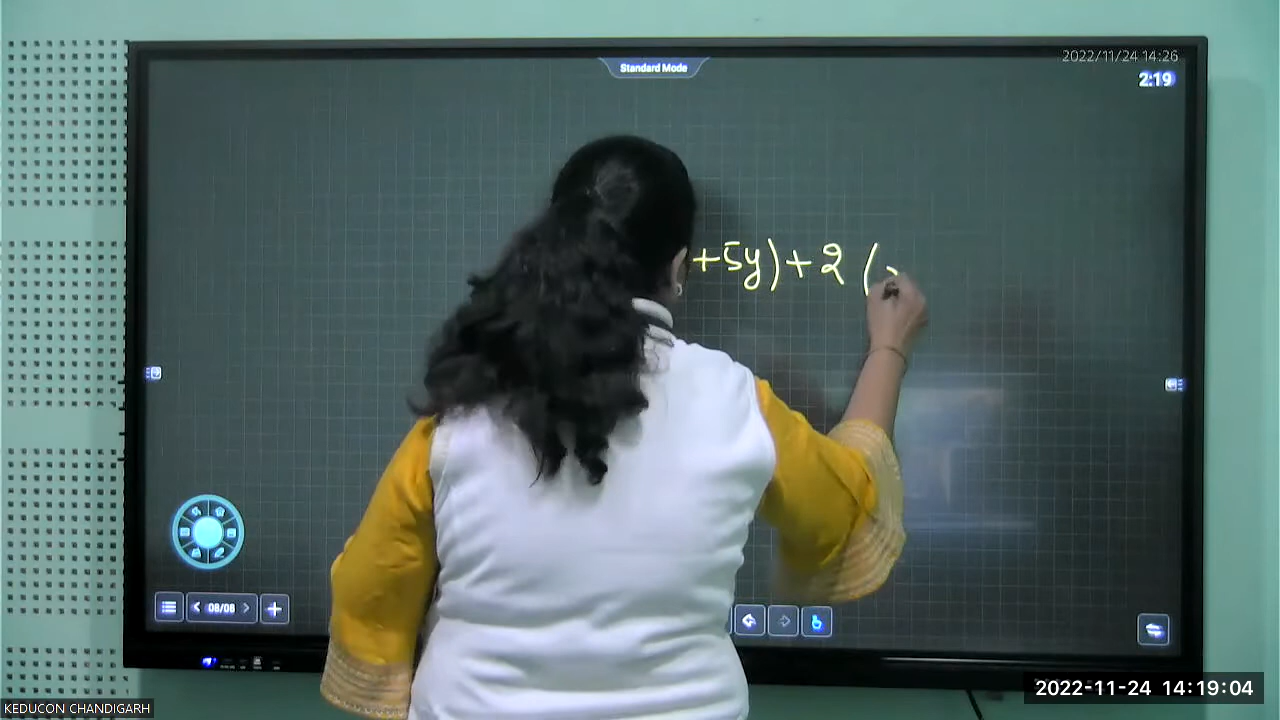 2022/11/24 14:26
Standard Mode
2:19
+5y)+2(
08/08
KEDUCON CHANDIGARH
2022-11-24 14:19:04